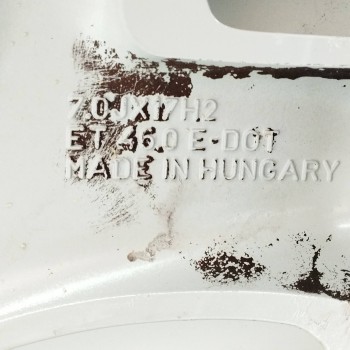 7.0JX17H2
ET 46.0 E-DOT
MADE IN HUNGARY